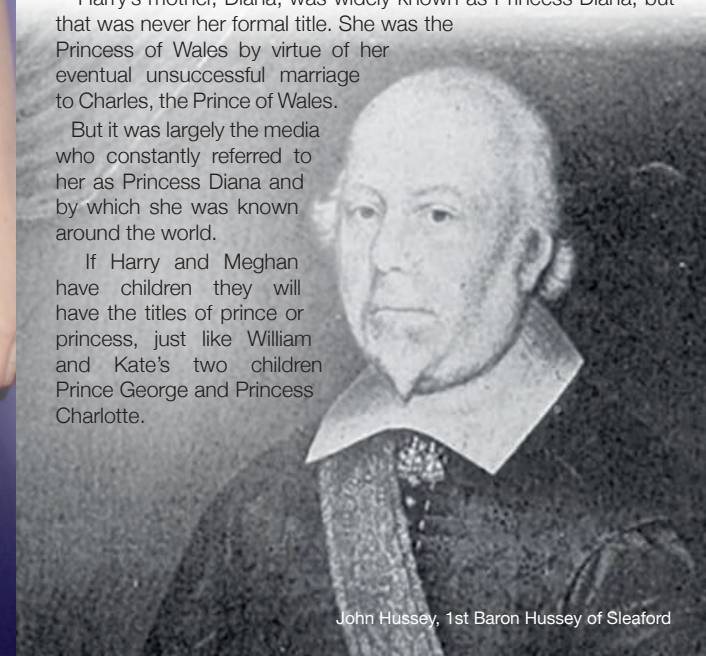 Harry's mother, Diana, was widely known as Princess Diana, but
that was never her formal title. She was the
Princess of Wales by virtue of her
eventual unsuccessful marriage
to Charles, the Prince of Wales.
But it was largely the media
who constantly referred to
her as Princess Diana and
by which she was known
around the world.
If Harry and Meghan
have children they will
have the titles of prince or
princess, just like William
and Kate's two children
Prince George and Princess
Charlotte.
John Hussey, 1st Baron Hussey of Sleaford